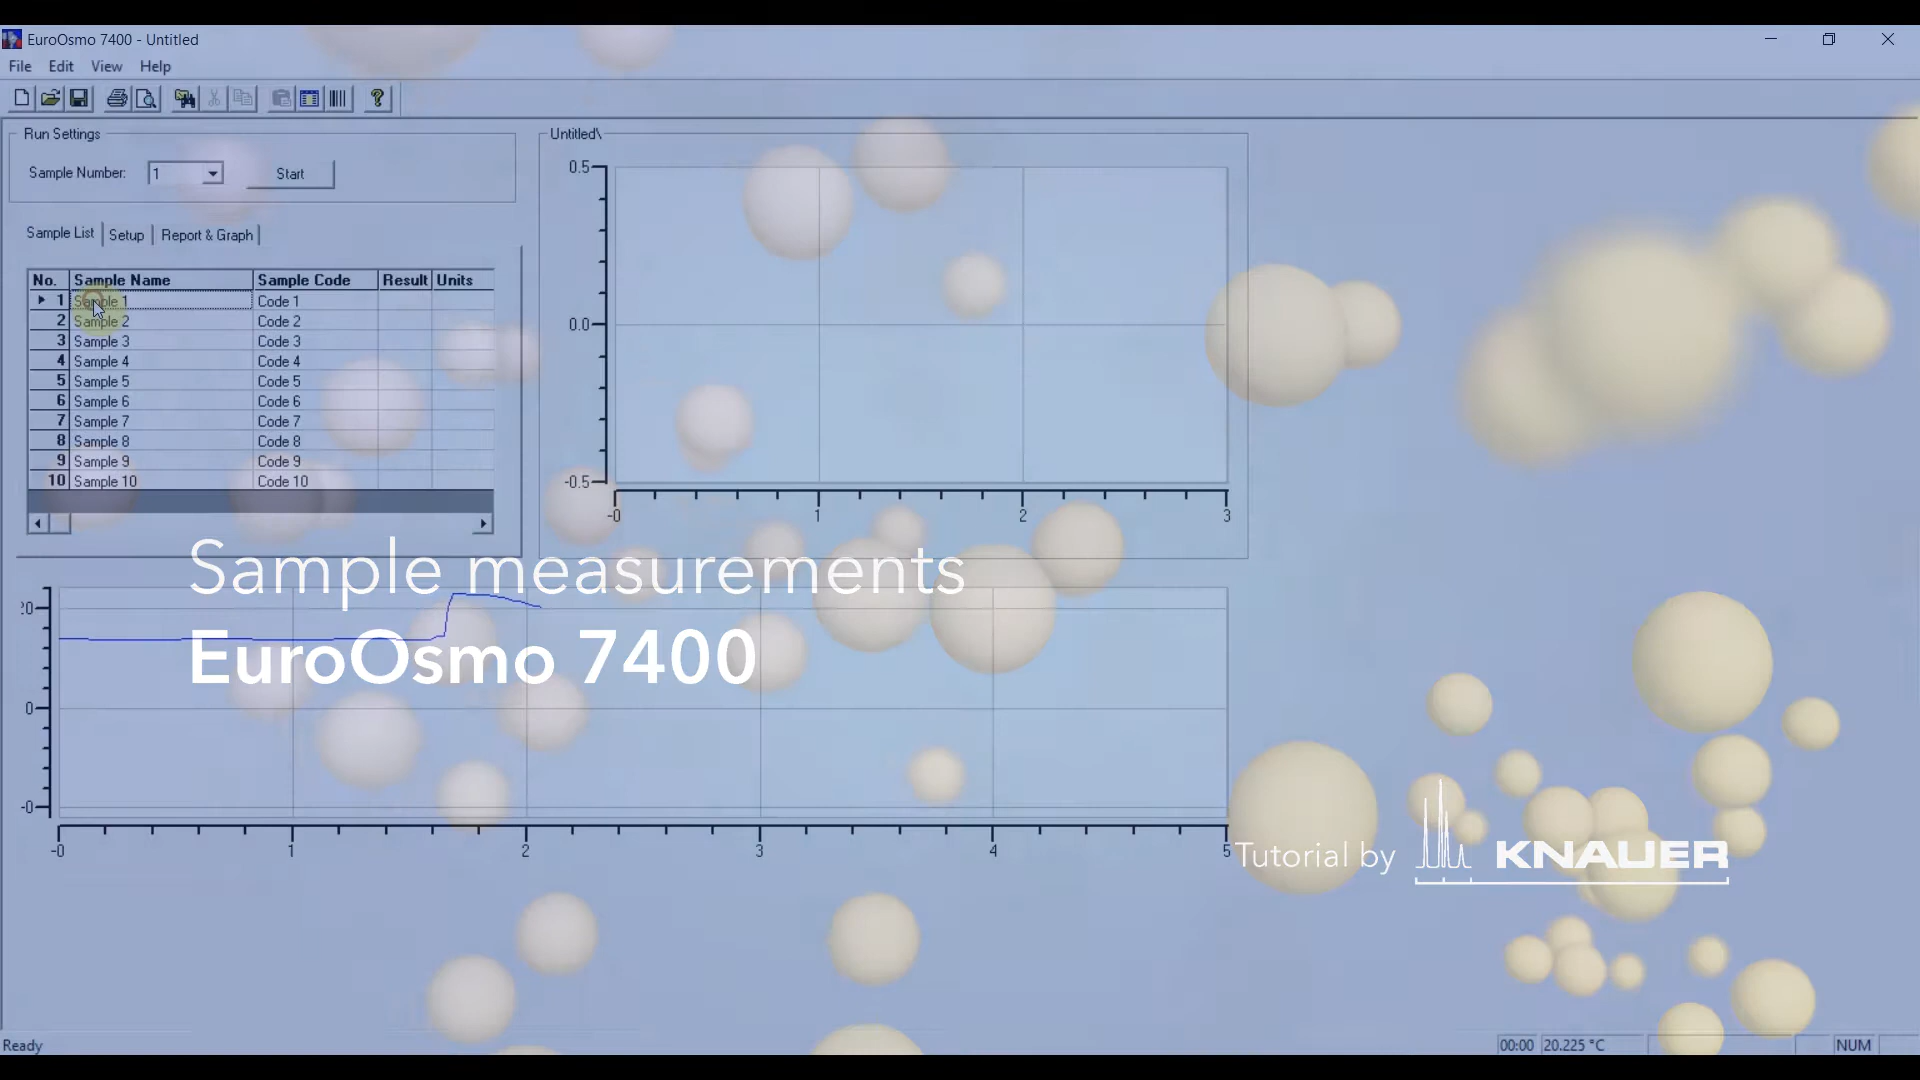 EuroOsmo 7400 - Untitled
File Edit View Help
Run Settings
Sample Number: 1 Start
Sample List Setup Report & Graph
No. Sample Name Sample Code Result Units
1 Sample 1 Code 1
2 Sample 2 Code 2
3 Sample 3 Code 3
4 Sample 4 Code 4
5 Sample 5 Code 5
6 Sample 6 Code 6
7 Sample 7 Code 7
8 Sample 8 Code 8
9 Sample 9 Code 9
10 Sample 10 Code 10
Untitled\
0.5
0.0
-0.5
-0 1 2 3
Sample measurements
EuroOsmo 7400
0
-0
-0 1 2 3 4 5
Tutorial by KNAUER
Ready 00:00 20.225 °C NUM